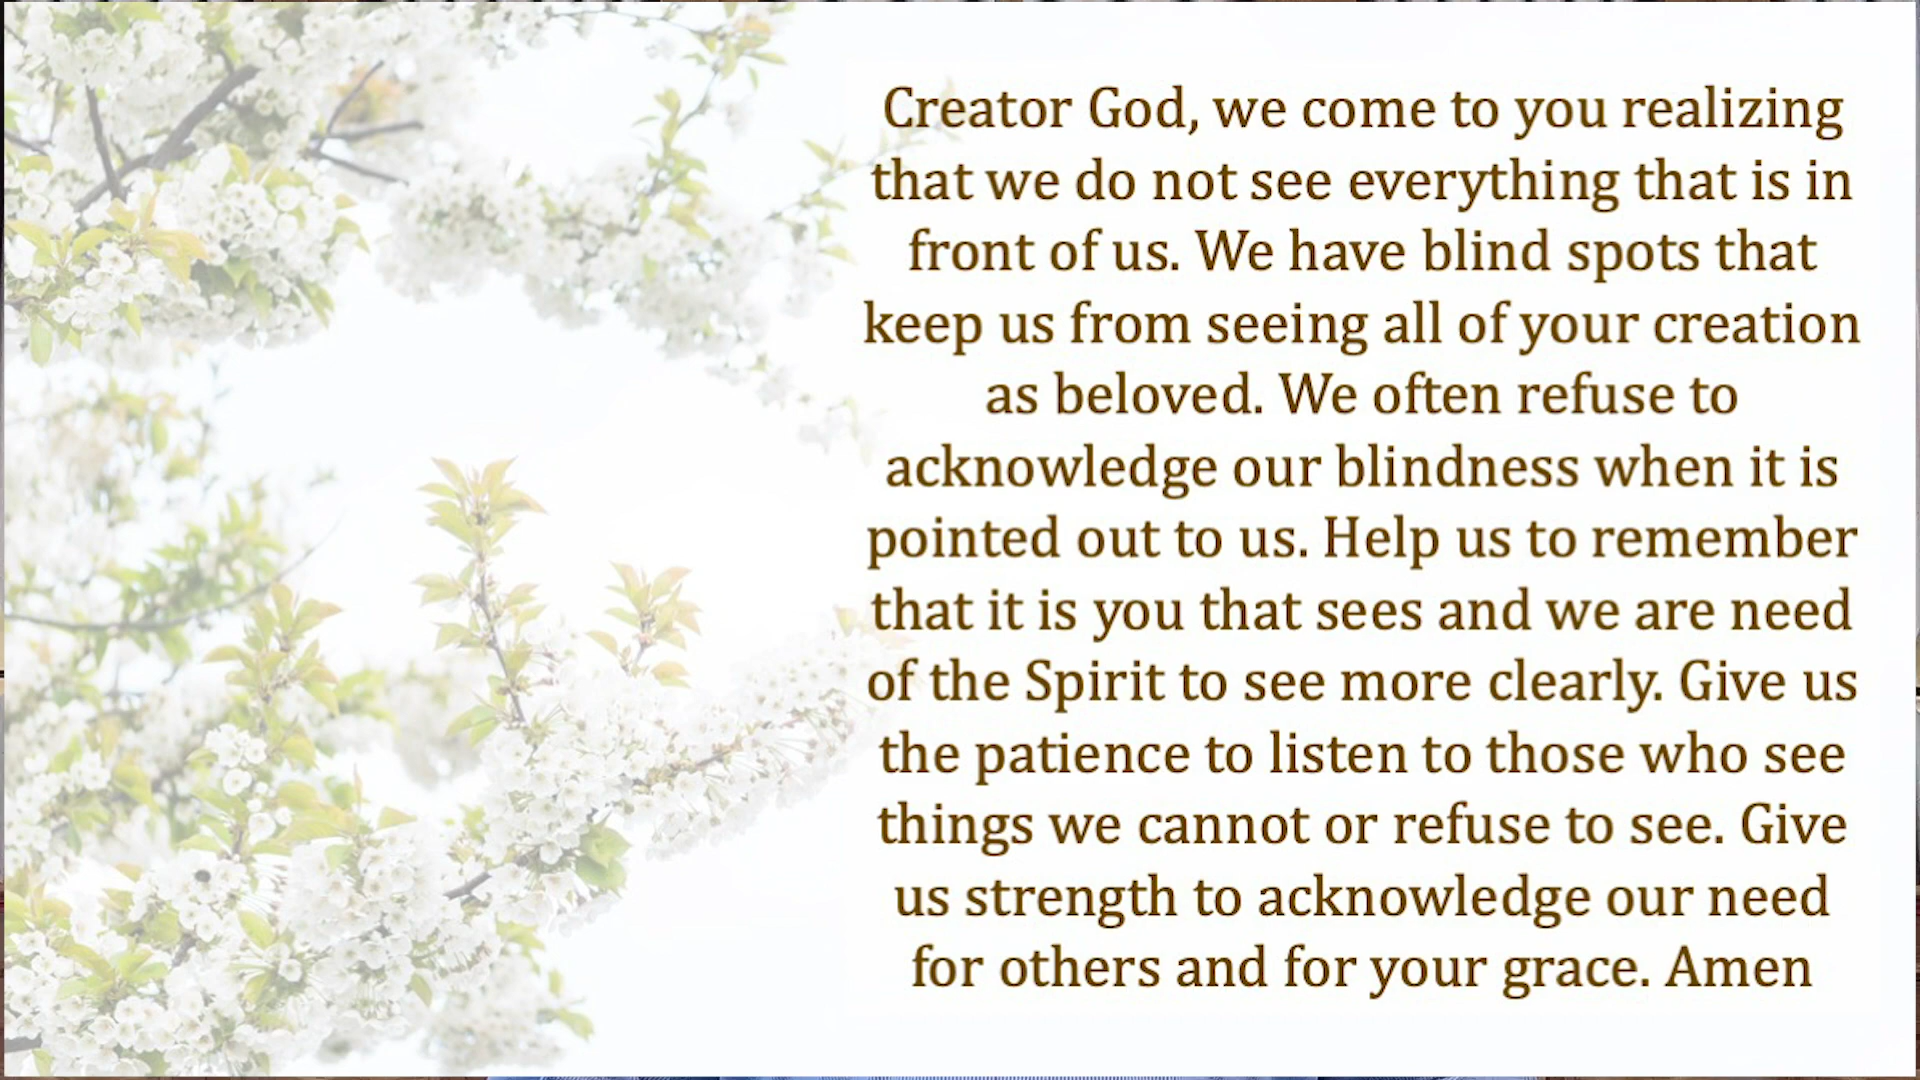 Creator God, we come to you realizing
that we do not see everything that is in
front of us. We have blind spots that
keep us from seeing all of your creation
as beloved. We often refuse to
acknowledge our blindness when it is
pointed out to us. Help us to remember
that it is you that sees and we are need
of the Spirit to see more clearly. Give us
the patience to listen to those who see
things we cannot or refuse to see. Give
us strength to acknowledge our need
for others and for your grace. Amen